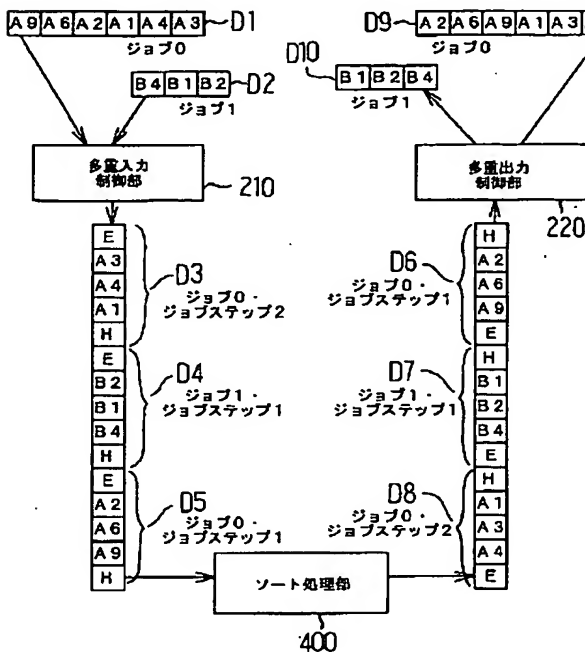 A9 A6 A2 A1 A4 A3
D1
ジョブ0
B4 B1 B2
D2
ジョブ1
多重入力
制御部
210
D9
A2 A6 A9 A1 A3
ジョブ0
D10
B1 B2 B4
ジョブ1
多重出力
制御部
220
E
A3
A4
A1
H
D3
ジョブ0・
ジョブステップ2
E
B2
B1
B4
H
D4
ジョブ1・
ジョブステップ1
E
A2
A6
A9
H
D5
ジョブ0・
ジョブステップ1
ソート処理部
400
H
A2
A6
A9
E
D6
ジョブ0・
ジョブステップ1
H
B1
B2
B4
E
D7
ジョブ1・
ジョブステップ1
H
A1
A3
A4
E
D8
ジョブ0・
ジョブステップ2